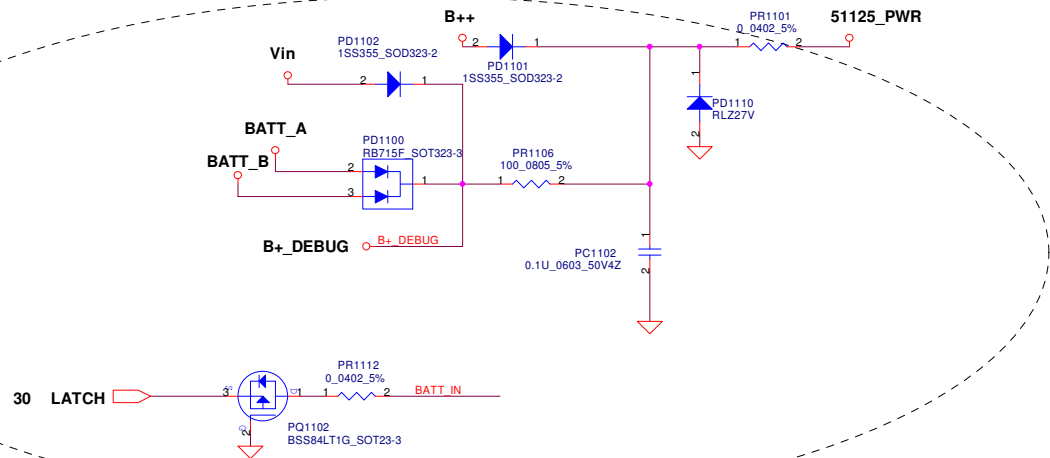 B++
PR1101
0_0402_5%
51125_PWR
1
2
PD1102
1SS355_SOD323-2
2
1
PD1101
1SS355_SOD323-2
Vin
2
1
1
PD1110
RLZ27V
2
BATT_A
BATT_B
PD1100
RB715F_SOT323-3
2
3
1
PR1106
100_0805_5%
1
2
B+_DEBUG
B+_DEBUG
1
PC1102
0.1U_0603_50V4Z
2
30
LATCH
3
S
D
1
G
2
PQ1102
BSS84LT1G_SOT23-3
PR1112
0_0402_5%
1
2
BATT_IN